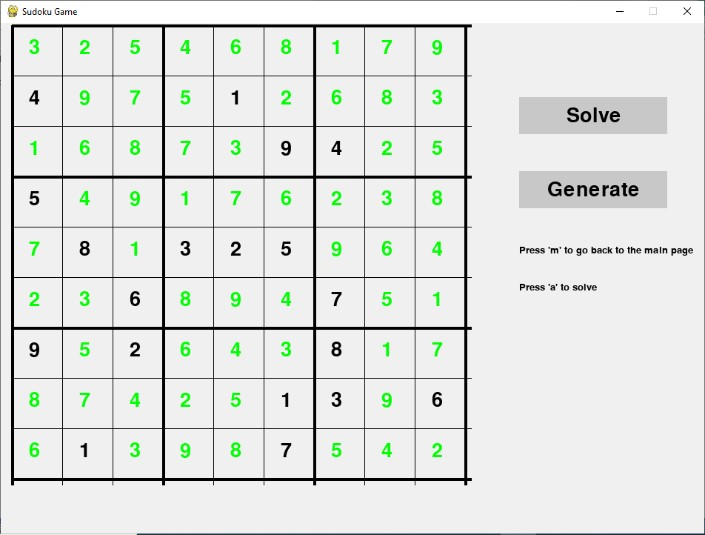 Sudoku Game
3 2 5 4 6 8 1 7 9
4 9 7 5 1 2 6 8 3
1 6 8 7 3 9 4 2 5
5 4 9 1 7 6 2 3 8
7 8 1 3 2 5 9 6 4
2 3 6 8 9 4 7 5 1
9 5 2 6 4 3 8 1 7
8 7 4 2 5 1 3 9 6
6 1 3 9 8 7 5 4 2
Solve
Generate
Press 'm' to go back to the main page
Press 'a' to solve